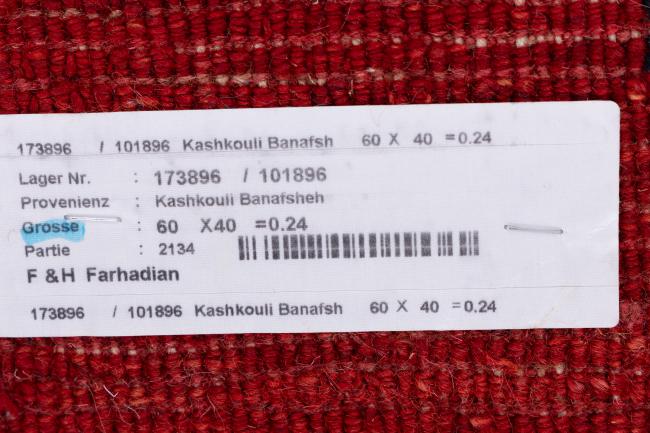 173896 / 101896 Kashkouli Banafsh 60 X 40 =0.24
Lager Nr. : 173896 / 101896
Provenienz : Kashkouli Banafsheh
Grosse : 60 X40 =0.24
Partie : 2134
F & H Farhadian
173896 / 101896 Kashkouli Banafsh 60 X 40 =0.24